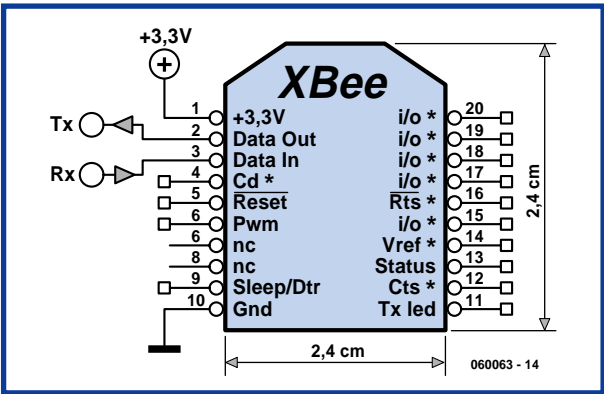 +3,3V
XBee
1 +3,3V i/o * 20
Tx 2 Data Out i/o * 19
3 Data In i/o * 18
Rx 4 Cd * i/o * 17
5 Reset Rts * 16
6 Pwm i/o * 15
6 nc Vref * 14
8 nc Status 13
9 Sleep/Dtr Cts * 12
10 Gnd Tx led 11
2,4 cm
2,4 cm
060063 - 14